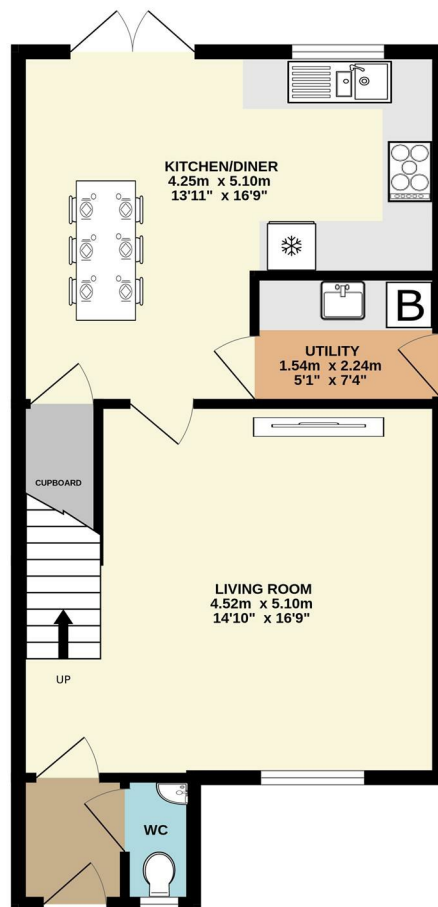 KITCHEN/DINER
4.25m x 5.10m
13'11" x 16'9"
B
UTILITY
1.54m x 2.24m
5'1" x 7'4"
CUPBOARD
LIVING ROOM
4.52m x 5.10m
14'10" x 16'9"
UP
WC